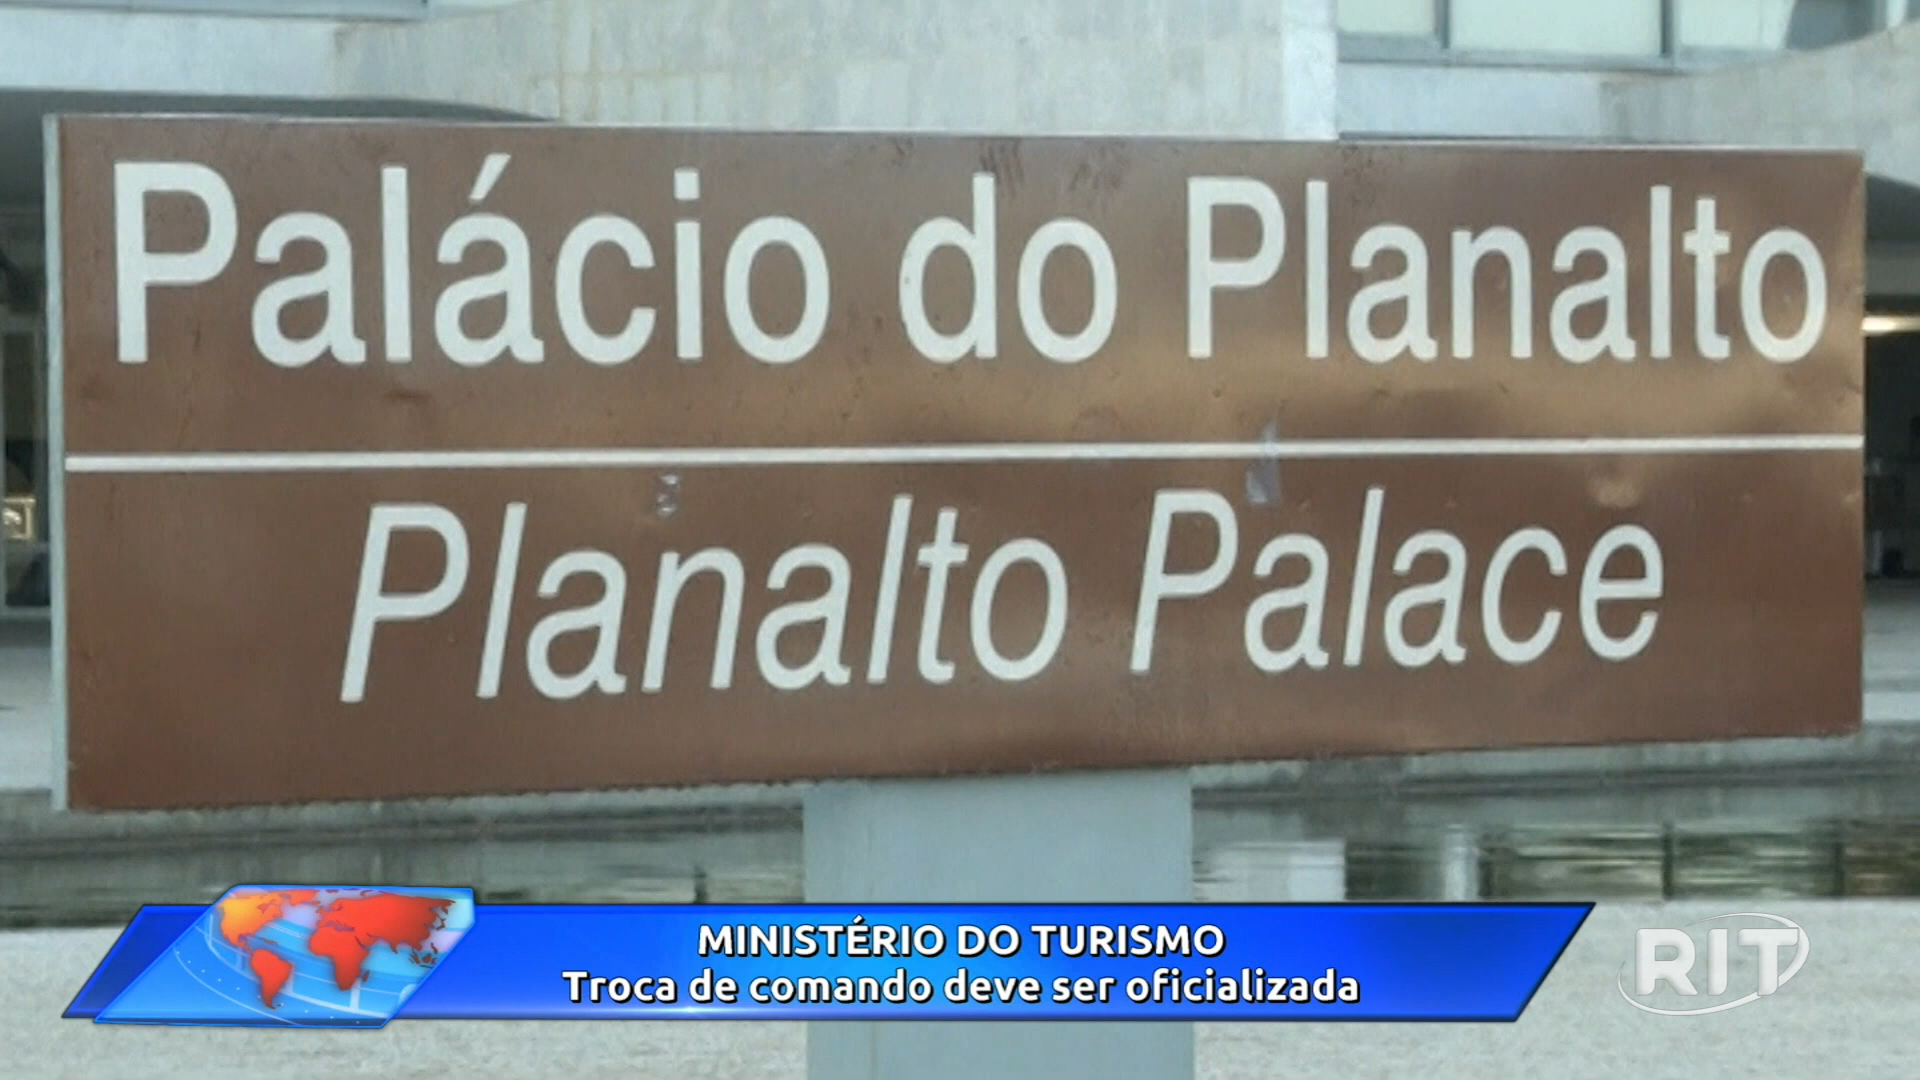 Palácio do Planalto
Planalto Palace
MINISTÉRIO DO TURISMO
Troca de comando deve ser oficializada
RIT